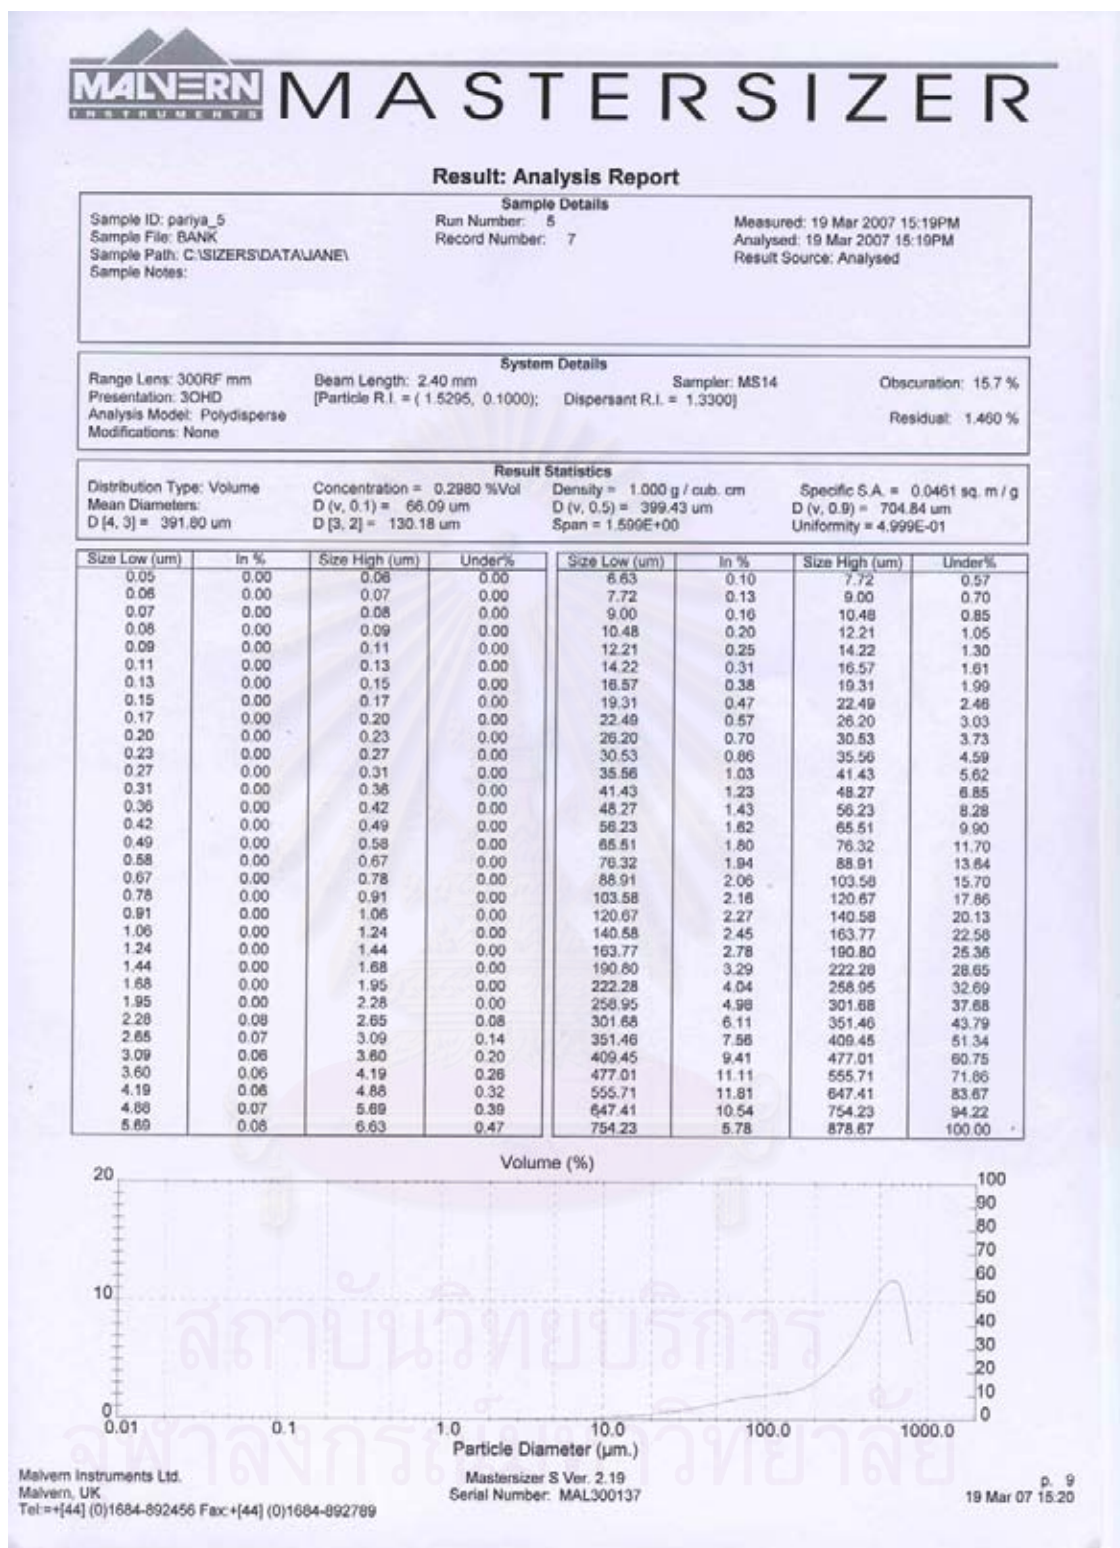 MALVERN
INSTRUMENTS
MASTERSIZER
Result: Analysis Report
Sample Details
Sample ID: pariya_5 Run Number: 5 Measured: 19 Mar 2007 15:19PM
Sample File: BANK Record Number: 7 Analysed: 19 Mar 2007 15:19PM
Sample Path: C:\SIZERS\DATA\JANE\ Result Source: Analysed
Sample Notes:
System Details
Range Lens: 300RF mm Beam Length: 2.40 mm Sampler: MS14 Obscuration: 15.7 %
Presentation: 3OHD [Particle R.I. = ( 1.5295, 0.1000); Dispersant R.I. = 1.3300]
Analysis Model: Polydisperse Residual: 1.460 %
Modifications: None
Result Statistics
Distribution Type: Volume Concentration = 0.2980 %Vol Density = 1.000 g / cub. cm Specific S.A. = 0.0461 sq. m / g
Mean Diameters: D (v, 0.1) = 66.09 um D (v, 0.5) = 399.43 um D (v, 0.9) = 704.84 um
D [4, 3] = 391.80 um D [3, 2] = 130.18 um Span = 1.599E+00 Uniformity = 4.999E-01
Size Low (um) In % Size High (um) Under% Size Low (um) In % Size High (um) Under%
0.05 0.00 0.06 0.00 6.63 0.10 7.72 0.57
0.06 0.00 0.07 0.00 7.72 0.13 9.00 0.70
0.07 0.00 0.08 0.00 9.00 0.16 10.48 0.85
0.08 0.00 0.09 0.00 10.48 0.20 12.21 1.05
0.09 0.00 0.11 0.00 12.21 0.25 14.22 1.30
0.11 0.00 0.13 0.00 14.22 0.31 16.57 1.61
0.13 0.00 0.15 0.00 16.57 0.38 19.31 1.99
0.15 0.00 0.17 0.00 19.31 0.47 22.49 2.46
0.17 0.00 0.20 0.00 22.49 0.57 26.20 3.03
0.20 0.00 0.23 0.00 26.20 0.70 30.53 3.73
0.23 0.00 0.27 0.00 30.53 0.86 35.56 4.59
0.27 0.00 0.31 0.00 35.56 1.03 41.43 5.62
0.31 0.00 0.36 0.00 41.43 1.23 48.27 6.85
0.36 0.00 0.42 0.00 48.27 1.43 56.23 8.28
0.42 0.00 0.49 0.00 56.23 1.62 65.51 9.90
0.49 0.00 0.58 0.00 65.51 1.80 76.32 11.70
0.58 0.00 0.67 0.00 76.32 1.94 88.91 13.64
0.67 0.00 0.78 0.00 88.91 2.06 103.58 15.70
0.78 0.00 0.91 0.00 103.58 2.16 120.67 17.86
0.91 0.00 1.06 0.00 120.67 2.27 140.58 20.13
1.06 0.00 1.24 0.00 140.58 2.45 163.77 22.58
1.24 0.00 1.44 0.00 163.77 2.78 190.80 25.36
1.44 0.00 1.68 0.00 190.80 3.29 222.28 28.65
1.68 0.00 1.95 0.00 222.28 4.04 258.95 32.69
1.95 0.00 2.28 0.00 258.95 4.98 301.68 37.68
2.28 0.08 2.65 0.08 301.68 6.11 351.46 43.79
2.65 0.07 3.09 0.14 351.46 7.56 409.45 51.34
3.09 0.06 3.60 0.20 409.45 9.41 477.01 60.75
3.60 0.06 4.19 0.26 477.01 11.11 555.71 71.86
4.19 0.06 4.88 0.32 555.71 11.81 647.41 83.67
4.88 0.07 5.69 0.39 647.41 10.54 754.23 94.22
5.69 0.08 6.63 0.47 754.23 5.78 878.67 100.00
Volume (%)
20 100
90
80
70
60
10 50
40
30
20
10
0 0
0.01 0.1 1.0 10.0 100.0 1000.0
Particle Diameter (µm.)
สถาบันวิทยบริการ
จุฬาลงกรณ์มหาวิทยาลัย
Malvern Instruments Ltd. Mastersizer S Ver. 2.19 p. 9
Malvern, UK Serial Number: MAL300137 19 Mar 07 15:20
Tel:=+[44] (0)1684-892456 Fax:+[44] (0)1684-892789